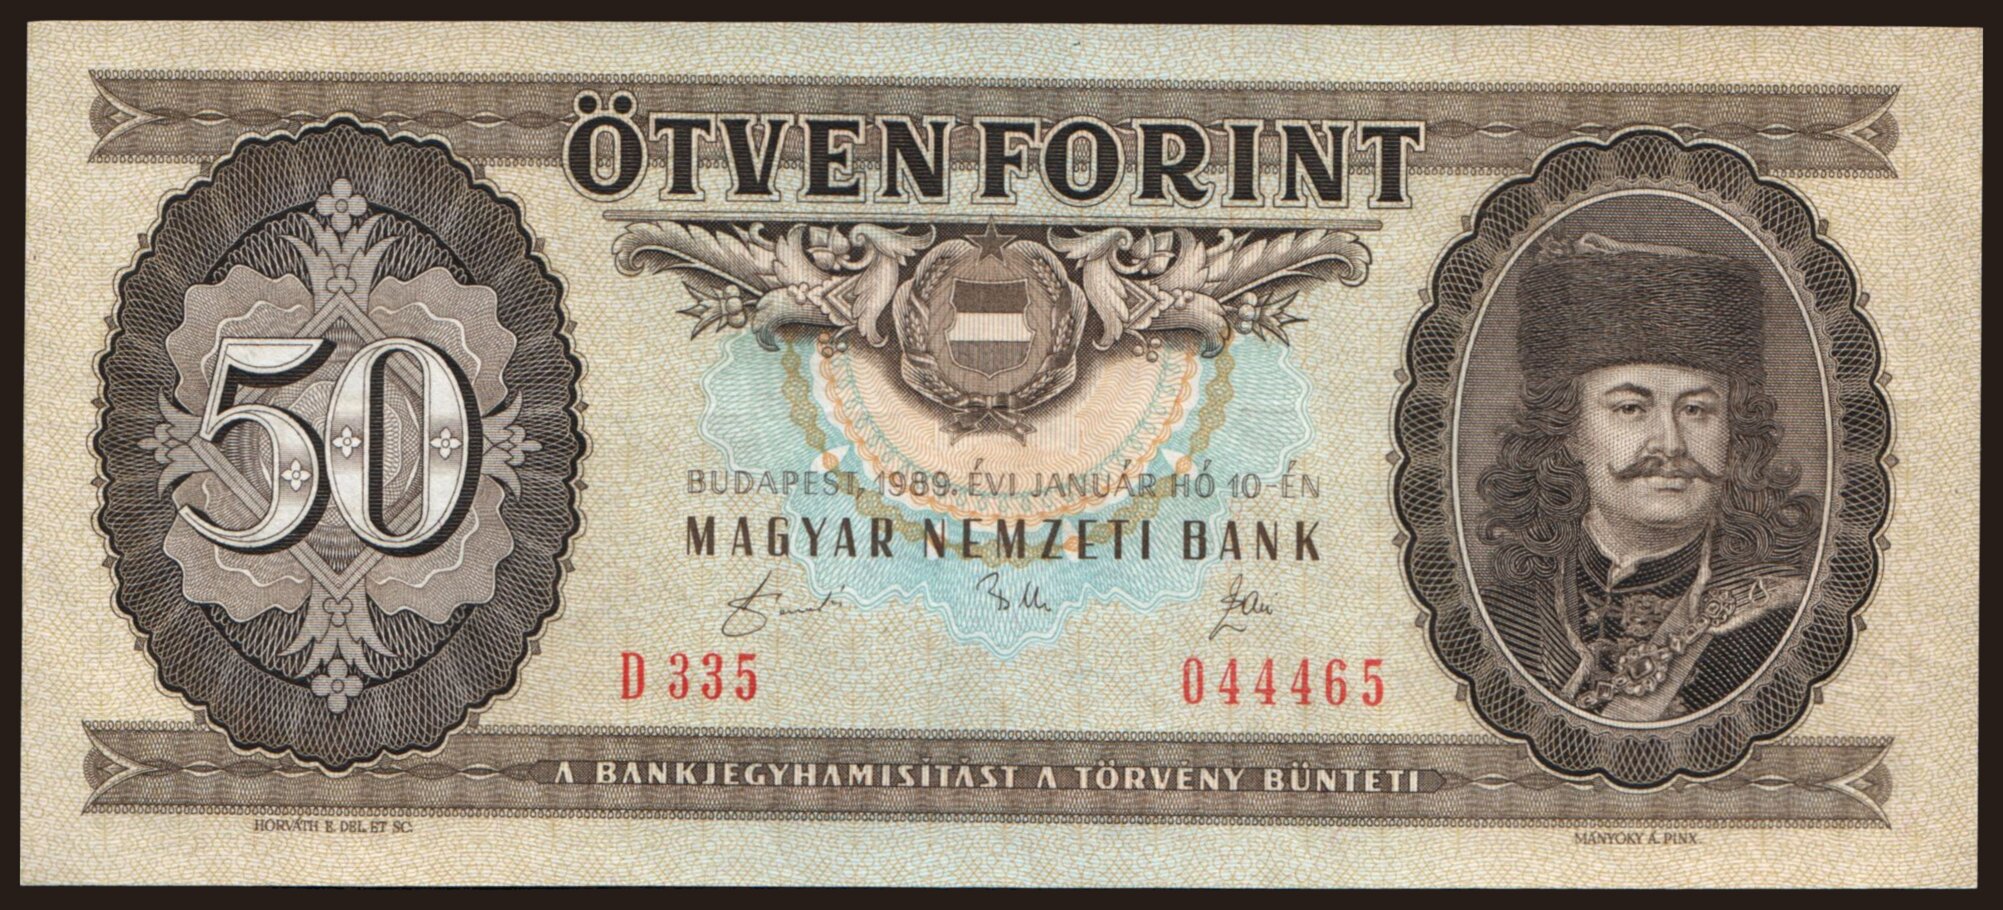 ÖTVEN FORINT
50
BUDAPEST, 1989. ÉVI JANUÁR HÓ 10-ÉN
MAGYAR NEMZETI BANK
D 335 044465
A BANKJEGYHAMISÍTÁST A TÖRVÉNY BÜNTETI
HORVÁTH E. DEL. ET SC. MÁNYOKY Á. PINX.